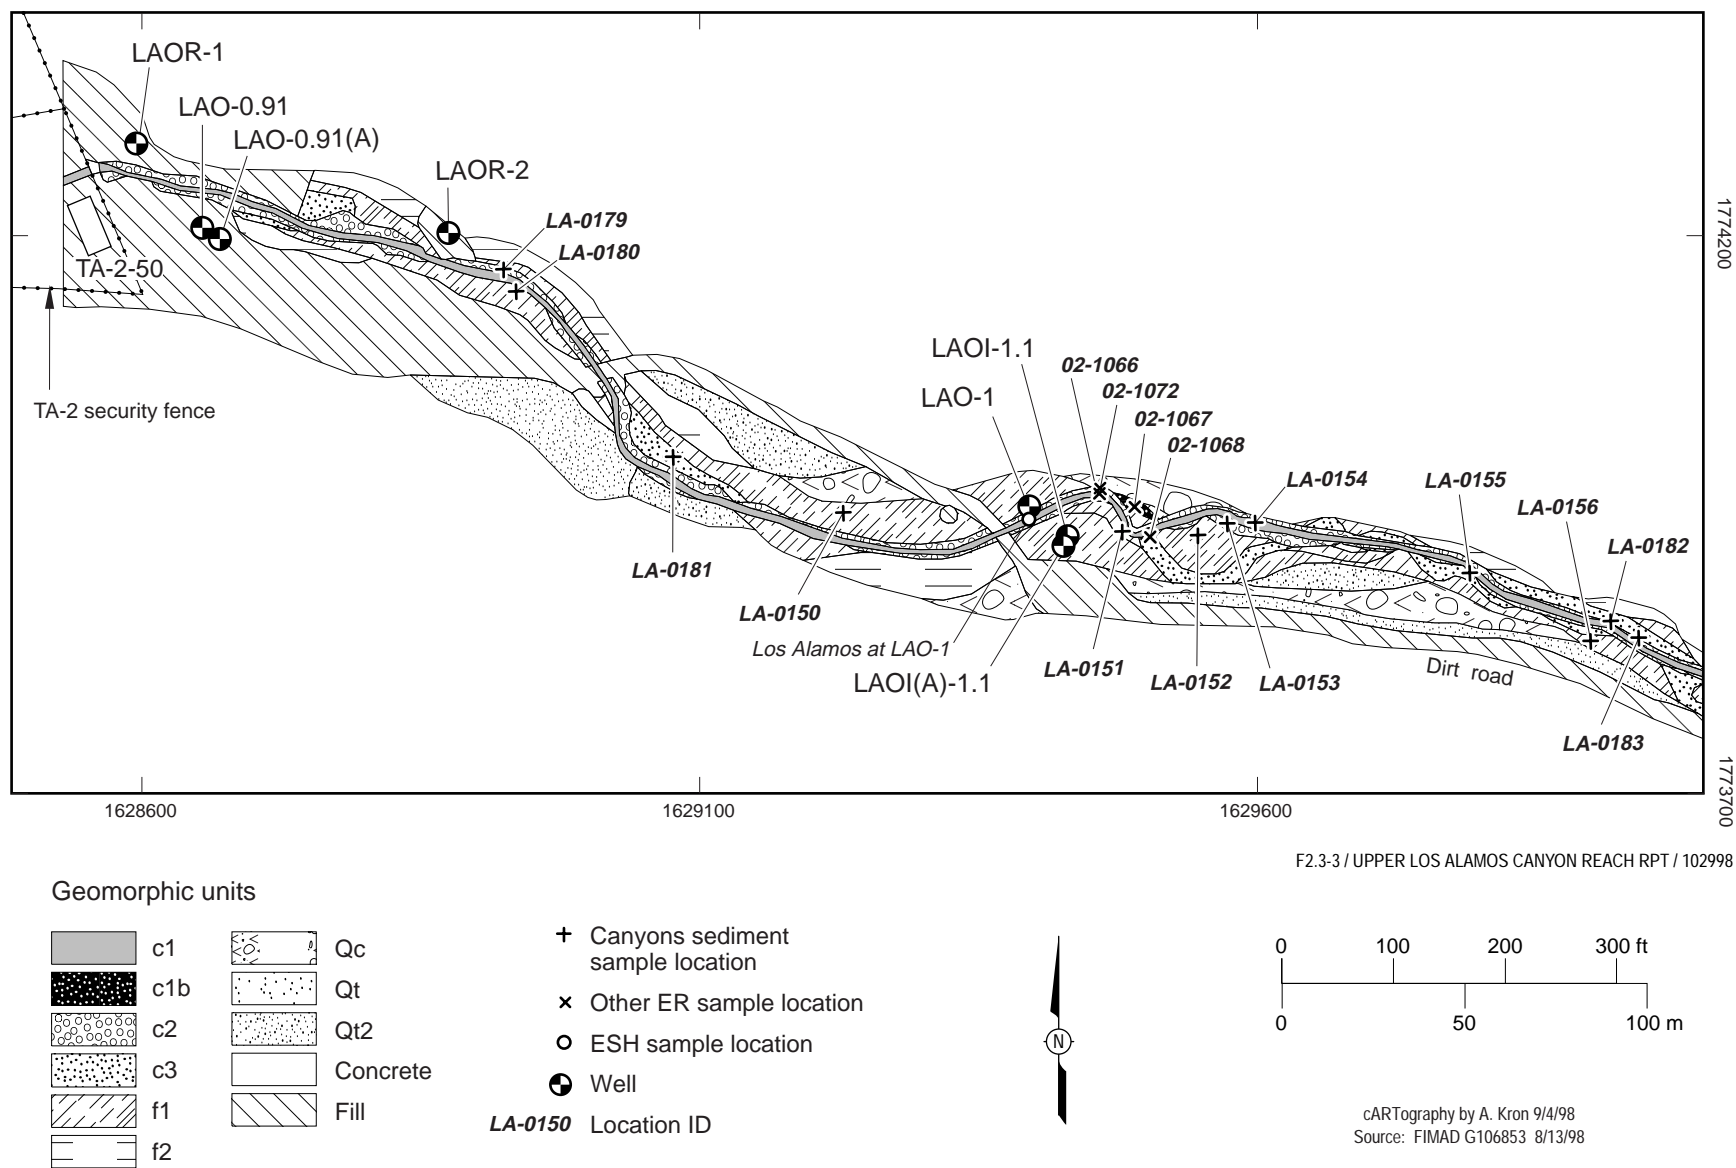 LAOR-1
LAO-0.91
LAO-0.91(A)
LAOR-2
LA-0179
LA-0180
TA-2-50
TA-2 security fence
LAOI-1.1
LAO-1
02-1066
02-1072
02-1067
02-1068
LA-0154
LA-0155
LA-0156
LA-0182
LA-0181
LA-0150
Los Alamos at LAO-1
LAOI(A)-1.1
LA-0151
LA-0152
LA-0153
Dirt road
LA-0183
1774200
1773700
1628600
1629100
1629600
F2.3-3 / UPPER LOS ALAMOS CANYON REACH RPT / 102998
Geomorphic units
c1
c1b
c2
c3
f1
f2
Qc
Qt
Qt2
Concrete
Fill
Canyons sediment
sample location
Other ER sample location
ESH sample location
Well
LA-0150 Location ID
N
0 100 200 300 ft
0 50 100 m
cARTography by A. Kron 9/4/98
Source: FIMAD G106853 8/13/98